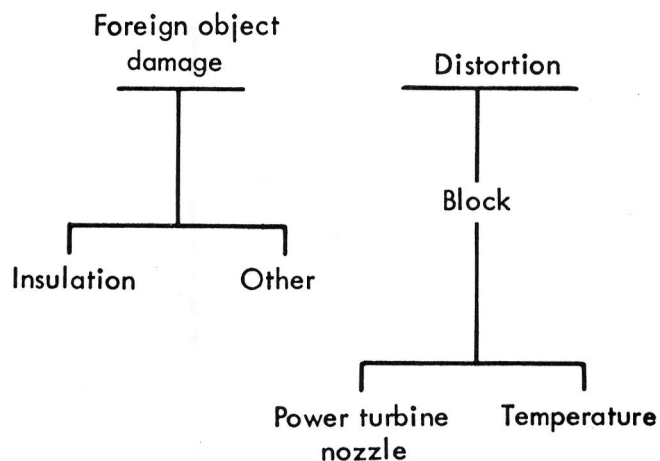 Foreign object
damage
Distortion
Block
Insulation
Other
Power turbine
nozzle
Temperature